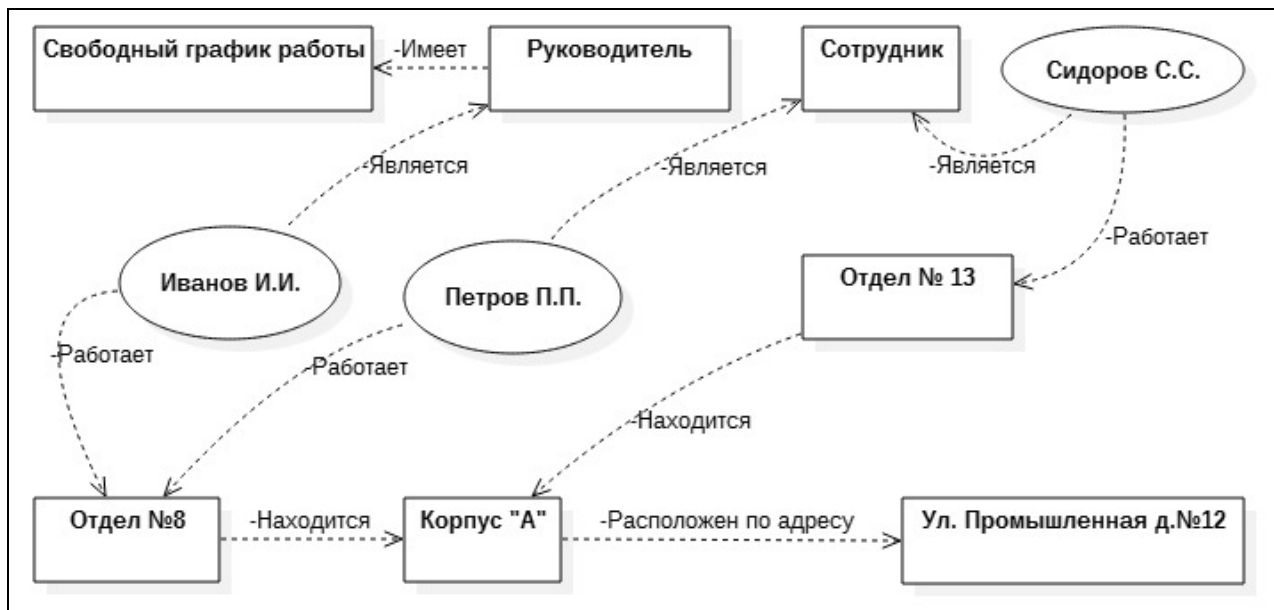 Свободный график работы
-Имеет
Руководитель
Сотрудник
Сидоров С.С.
-Является
-Является
-Является
-Работает
Иванов И.И.
Петров П.П.
Отдел № 13
-Работает
-Работает
-Находится
Отдел №8
-Находится
Корпус "А"
-Расположен по адресу
Ул. Промышленная д.№12